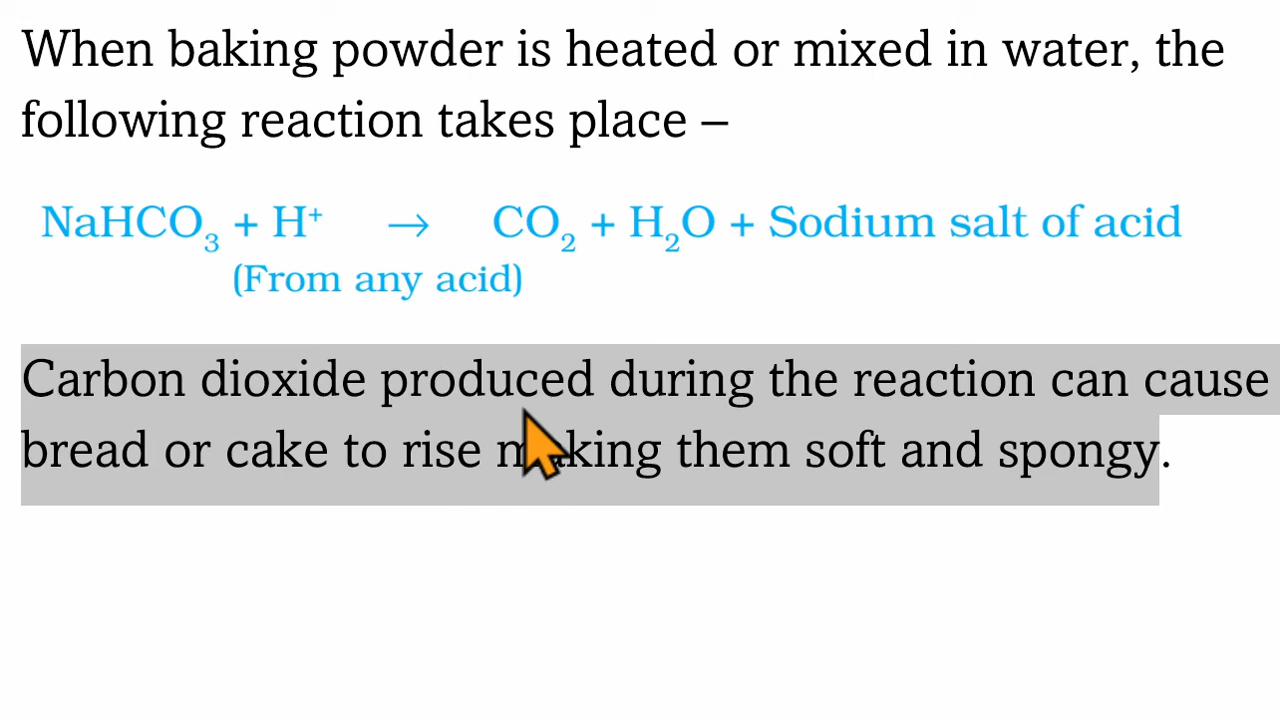 When baking powder is heated or mixed in water, the
following reaction takes place –
NaHCO₃ + H⁺ → CO₂ + H₂O + Sodium salt of acid
(From any acid)
Carbon dioxide produced during the reaction can cause
bread or cake to rise making them soft and spongy.